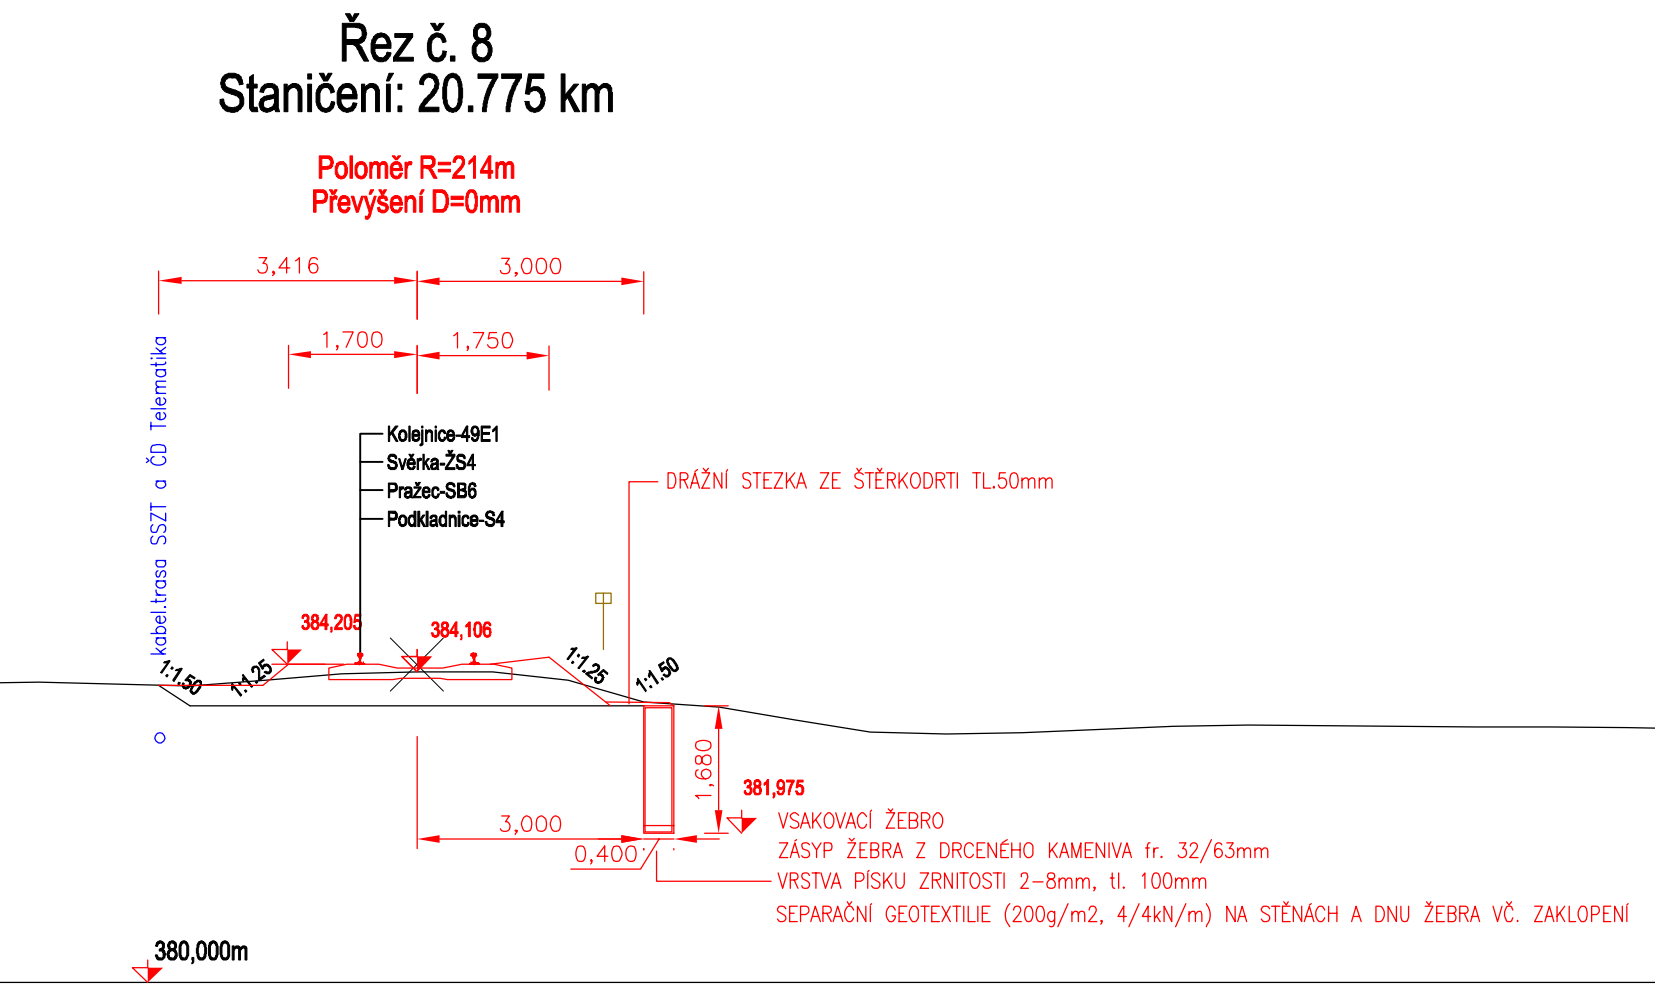 Řez č. 8
Staničení: 20.775 km
Poloměr R=214m
Převýšení D=0mm
3,416
3,000
1,700
1,750
kabel.trasa SSZT a ČD Telematika
Kolejnice-49E1
Svěrka-ŽS4
Pražec-SB6
Podkladnice-S4
DRÁŽNÍ STEZKA ZE ŠTĚRKODRTI TL.50mm
384,205
384,106
1:1.50
1:1.25
1:1.25
1:1.50
1,680
381,975
3,000
0,400
VSAKOVACÍ ŽEBRO
ZÁSYP ŽEBRA Z DRCENÉHO KAMENIVA fr. 32/63mm
VRSTVA PÍSKU ZRNITOSTI 2-8mm, tl. 100mm
SEPARAČNÍ GEOTEXTILIE (200g/m2, 4/4kN/m) NA STĚNÁCH A DNU ŽEBRA VČ. ZAKLOPENÍ
380,000m